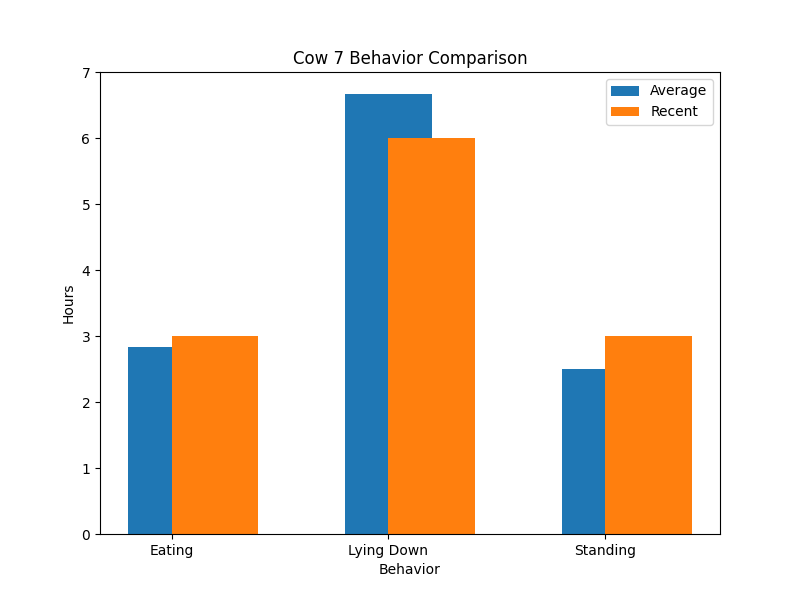 Cow 7 Behavior Comparison
Average
Recent
7
6
5
4
3
2
1
0
Hours
Eating
Lying Down
Standing
Behavior